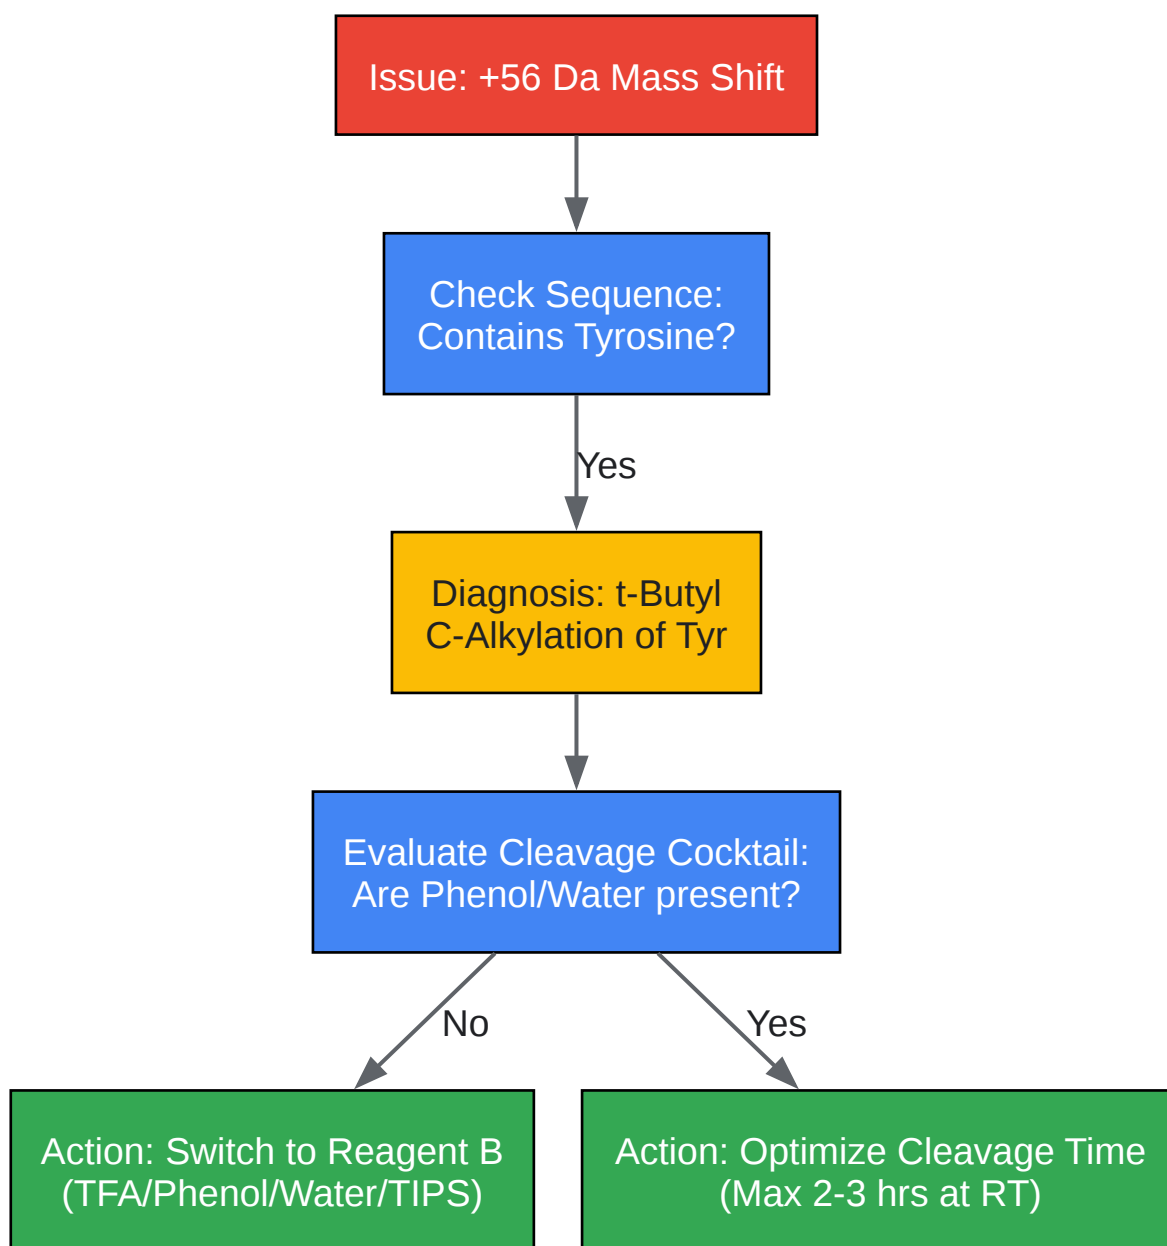 Issue: +56 Da Mass Shift
Check Sequence:
Contains Tyrosine?
Yes
Diagnosis: t-Butyl
C-Alkylation of Tyr
Evaluate Cleavage Cocktail:
Are Phenol/Water present?
No
Yes
Action: Switch to Reagent B
(TFA/Phenol/Water/TIPS)
Action: Optimize Cleavage Time
(Max 2-3 hrs at RT)